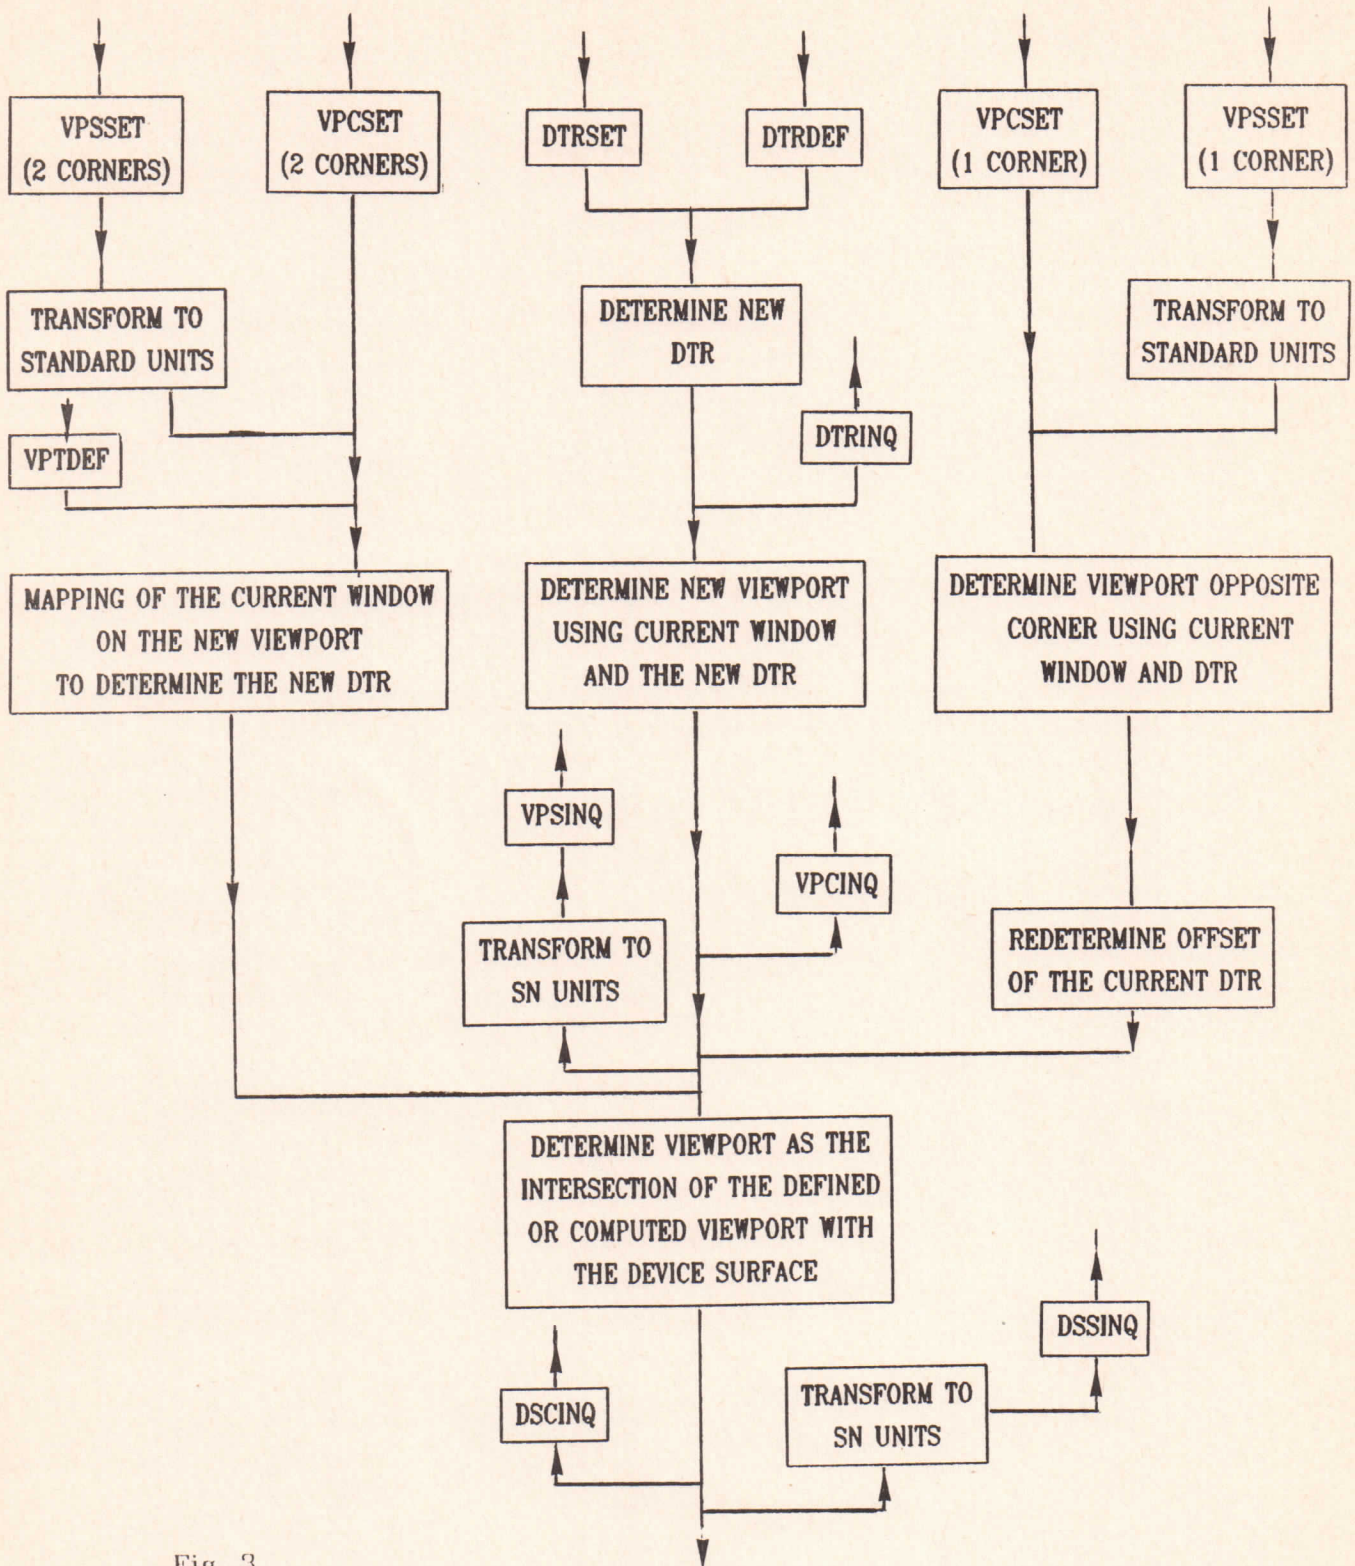 VPSSET
(2 CORNERS)
VPCSET
(2 CORNERS)
DTRSET
DTRDEF
VPCSET
(1 CORNER)
VPSSET
(1 CORNER)
TRANSFORM TO
STANDARD UNITS
DETERMINE NEW
DTR
TRANSFORM TO
STANDARD UNITS
VPTDEF
DTRINQ
MAPPING OF THE CURRENT WINDOW
ON THE NEW VIEWPORT
TO DETERMINE THE NEW DTR
DETERMINE NEW VIEWPORT
USING CURRENT WINDOW
AND THE NEW DTR
DETERMINE VIEWPORT OPPOSITE
CORNER USING CURRENT
WINDOW AND DTR
VPSINQ
VPCINQ
TRANSFORM TO
SN UNITS
REDETERMINE OFFSET
OF THE CURRENT DTR
DETERMINE VIEWPORT AS THE
INTERSECTION OF THE DEFINED
OR COMPUTED VIEWPORT WITH
THE DEVICE SURFACE
DSSINQ
DSCINQ
TRANSFORM TO
SN UNITS
Fig. 3